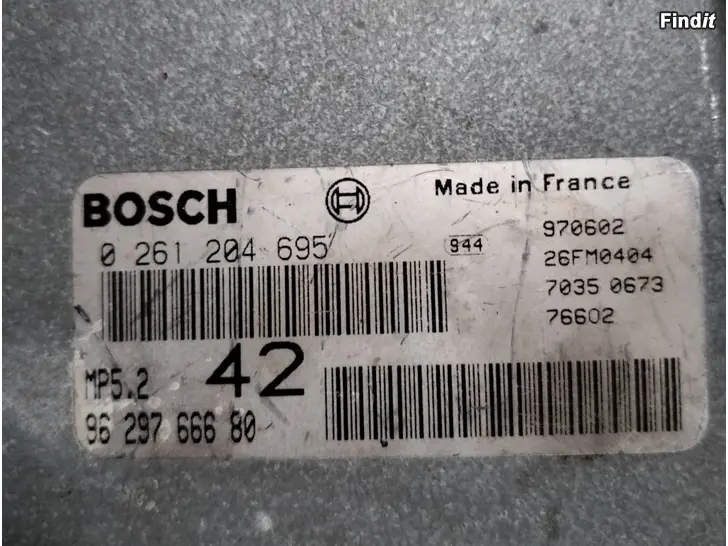 Findit
BOSCH
Made in France
0 261 204 695
944
970602
26FM0404
7035 0673
76602
MP5.2
42
96 297 666 80